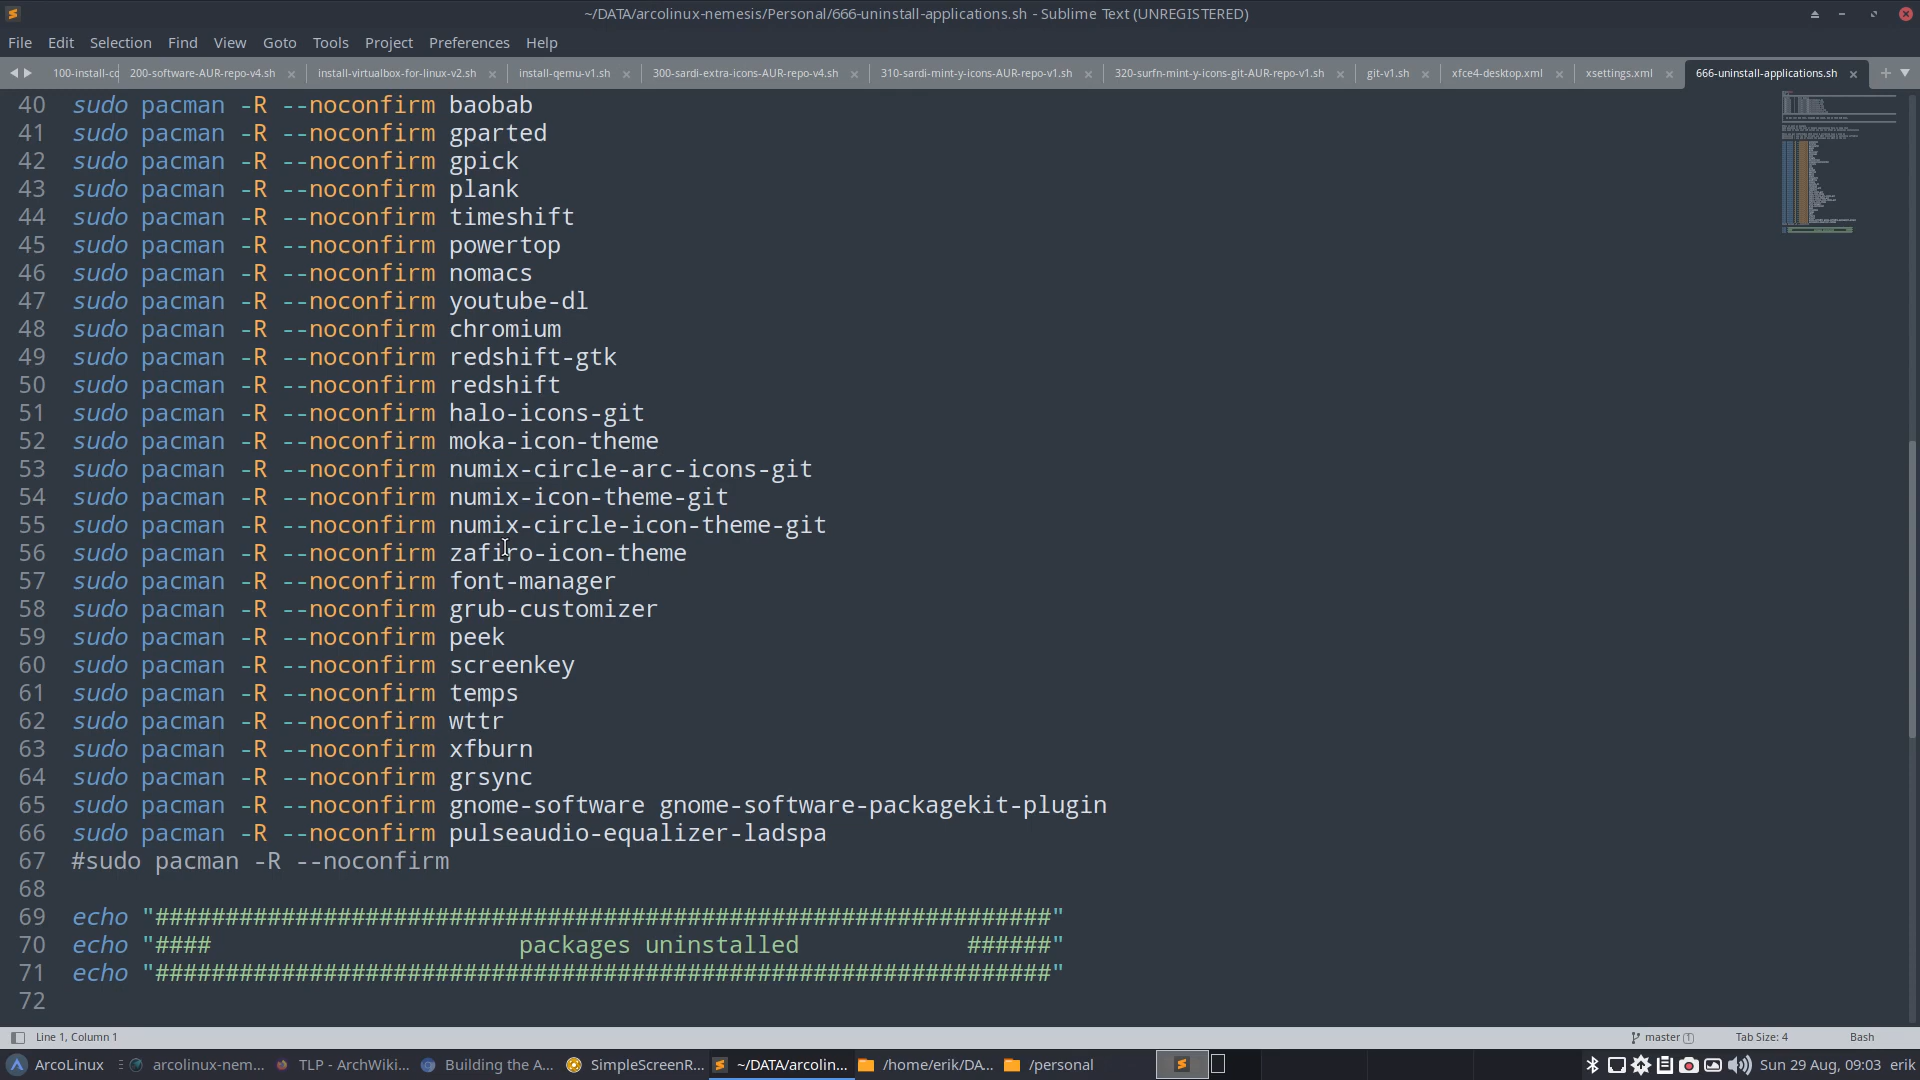 ~/DATA/arcolinux-nemesis/Personal/666-uninstall-applications.sh - Sublime Text (UNREGISTERED)
File Edit Selection Find View Goto Tools Project Preferences Help
100-install-co 200-software-AUR-repo-v4.sh install-virtualbox-for-linux-v2.sh install-qemu-v1.sh 300-sardi-extra-icons-AUR-repo-v4.sh 310-sardi-mint-y-icons-AUR-repo-v1.sh 320-surfn-mint-y-icons-git-AUR-repo-v1.sh git-v1.sh xfce4-desktop.xml xsettings.xml 666-uninstall-applications.sh
40 sudo pacman -R --noconfirm baobab
41 sudo pacman -R --noconfirm gparted
42 sudo pacman -R --noconfirm gpick
43 sudo pacman -R --noconfirm plank
44 sudo pacman -R --noconfirm timeshift
45 sudo pacman -R --noconfirm powertop
46 sudo pacman -R --noconfirm nomacs
47 sudo pacman -R --noconfirm youtube-dl
48 sudo pacman -R --noconfirm chromium
49 sudo pacman -R --noconfirm redshift-gtk
50 sudo pacman -R --noconfirm redshift
51 sudo pacman -R --noconfirm halo-icons-git
52 sudo pacman -R --noconfirm moka-icon-theme
53 sudo pacman -R --noconfirm numix-circle-arc-icons-git
54 sudo pacman -R --noconfirm numix-icon-theme-git
55 sudo pacman -R --noconfirm numix-circle-icon-theme-git
56 sudo pacman -R --noconfirm zafiro-icon-theme
57 sudo pacman -R --noconfirm font-manager
58 sudo pacman -R --noconfirm grub-customizer
59 sudo pacman -R --noconfirm peek
60 sudo pacman -R --noconfirm screenkey
61 sudo pacman -R --noconfirm temps
62 sudo pacman -R --noconfirm wttr
63 sudo pacman -R --noconfirm xfburn
64 sudo pacman -R --noconfirm grsync
65 sudo pacman -R --noconfirm gnome-software gnome-software-packagekit-plugin
66 sudo pacman -R --noconfirm pulseaudio-equalizer-ladspa
67 #sudo pacman -R --noconfirm
68
69 echo "################################################################"
70 echo "####                      packages uninstalled            ######"
71 echo "################################################################"
72
Line 1, Column 1 master 1 Tab Size: 4 Bash
ArcoLinux arcolinux-nem... TLP - ArchWiki... Building the A... SimpleScreenR... ~/DATA/arcolin... /home/erik/DA... /personal Sun 29 Aug, 09:03 erik